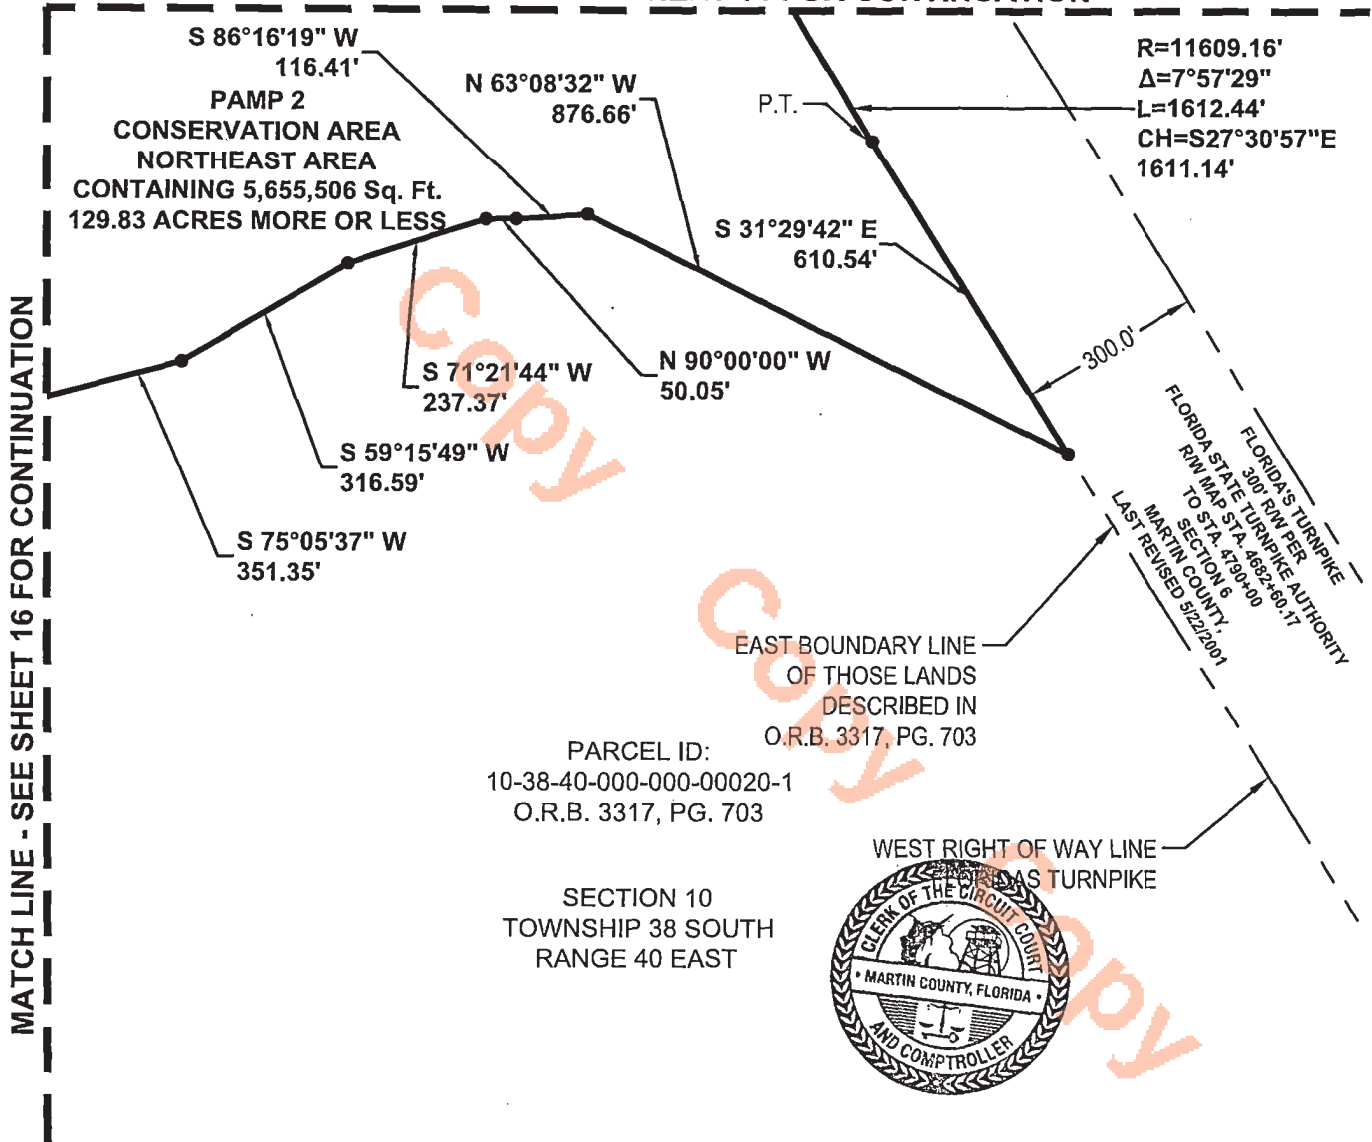 S 86°16'19" W
116.41'
PAMP 2
CONSERVATION AREA
NORTHEAST AREA
CONTAINING 5,655,506 Sq. Ft.
129.83 ACRES MORE OR LESS
N 63°08'32" W
876.66'
P.T.
R=11609.16'
Δ=7°57'29"
L=1612.44'
CH=S27°30'57"E
1611.14'
S 31°29'42" E
610.54'
300.0'
S 71°21'44" W
237.37'
N 90°00'00" W
50.05'
S 59°15'49" W
316.59'
S 75°05'37" W
351.35'
MATCH LINE - SEE SHEET 16 FOR CONTINUATION
FLORIDA'S TURNPIKE
300' R/W PER
FLORIDA STATE TURNPIKE AUTHORITY
R/W MAP STA. 4682+60.17
TO STA. 4790+00
SECTION 6
MARTIN COUNTY,
LAST REVISED 5/22/2001
EAST BOUNDARY LINE
OF THOSE LANDS
DESCRIBED IN
O.R.B. 3317, PG. 703
PARCEL ID:
10-38-40-000-000-00020-1
O.R.B. 3317, PG. 703
WEST RIGHT OF WAY LINE
FLORIDAS TURNPIKE
SECTION 10
TOWNSHIP 38 SOUTH
RANGE 40 EAST
CLERK OF THE CIRCUIT COURT
• MARTIN COUNTY, FLORIDA •
AND COMPTROLLER
Copy
Copy
Copy